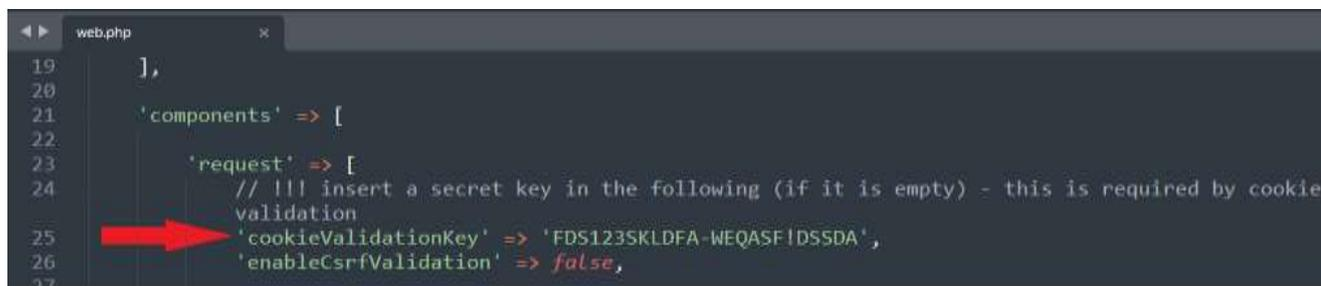 web.php ×
19 ],
20
21 'components' => [
22
23 'request' => [
24 // !!! insert a secret key in the following (if it is empty) - this is required by cookie
validation
25 'cookieValidationKey' => 'FDS123SKLDFA-WEQASF!DSSDA',
26 'enableCsrfValidation' => false,
27